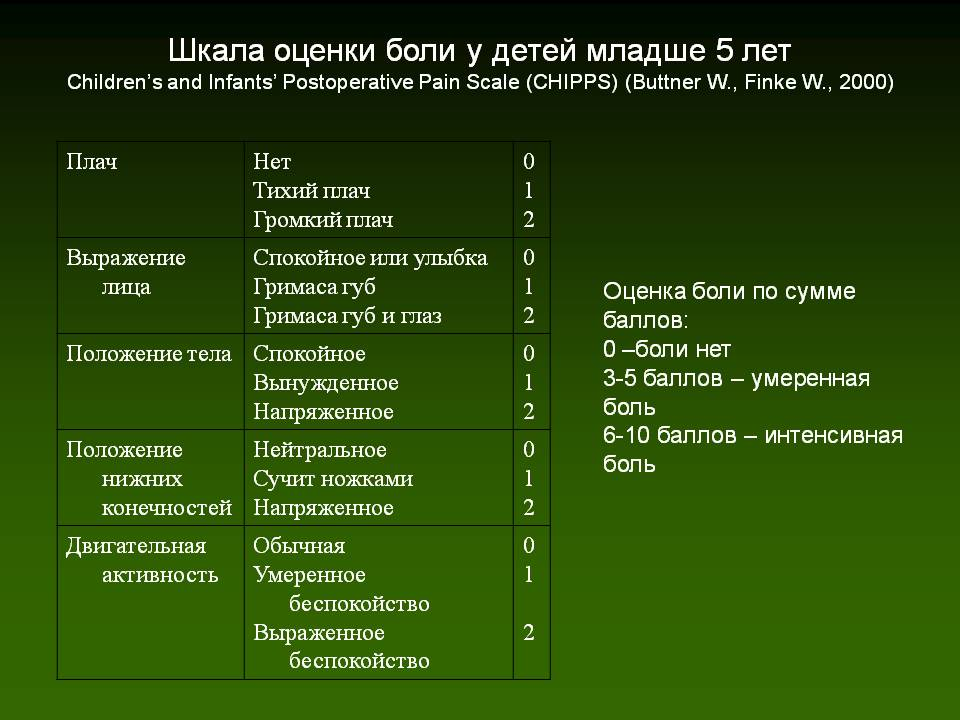 Шкала оценки боли у детей младше 5 лет
Children's and Infants' Postoperative Pain Scale (CHIPPS) (Buttner W., Finke W., 2000)
Плач
Нет 0
Тихий плач 1
Громкий плач 2
Выражение
лица
Спокойное или улыбка 0
Гримаса губ 1
Гримаса губ и глаз 2
Положение тела
Спокойное 0
Вынужденное 1
Напряженное 2
Положение
нижних
конечностей
Нейтральное 0
Сучит ножками 1
Напряженное 2
Двигательная
активность
Обычная 0
Умеренное 1
беспокойство
Выраженное 2
беспокойство
Оценка боли по сумме
баллов:
0 –боли нет
3-5 баллов – умеренная
боль
6-10 баллов – интенсивная
боль